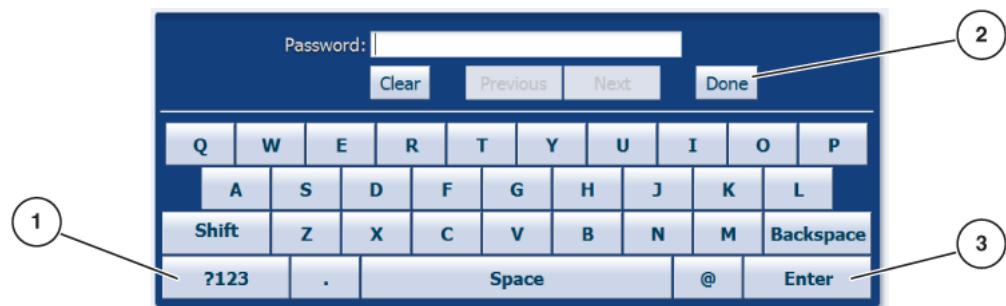 Password:
2
Clear Previous Next Done
Q W E R T Y U I O P
A S D F G H J K L
1
Shift Z X C V B N M Backspace
3
?123 . Space @ Enter